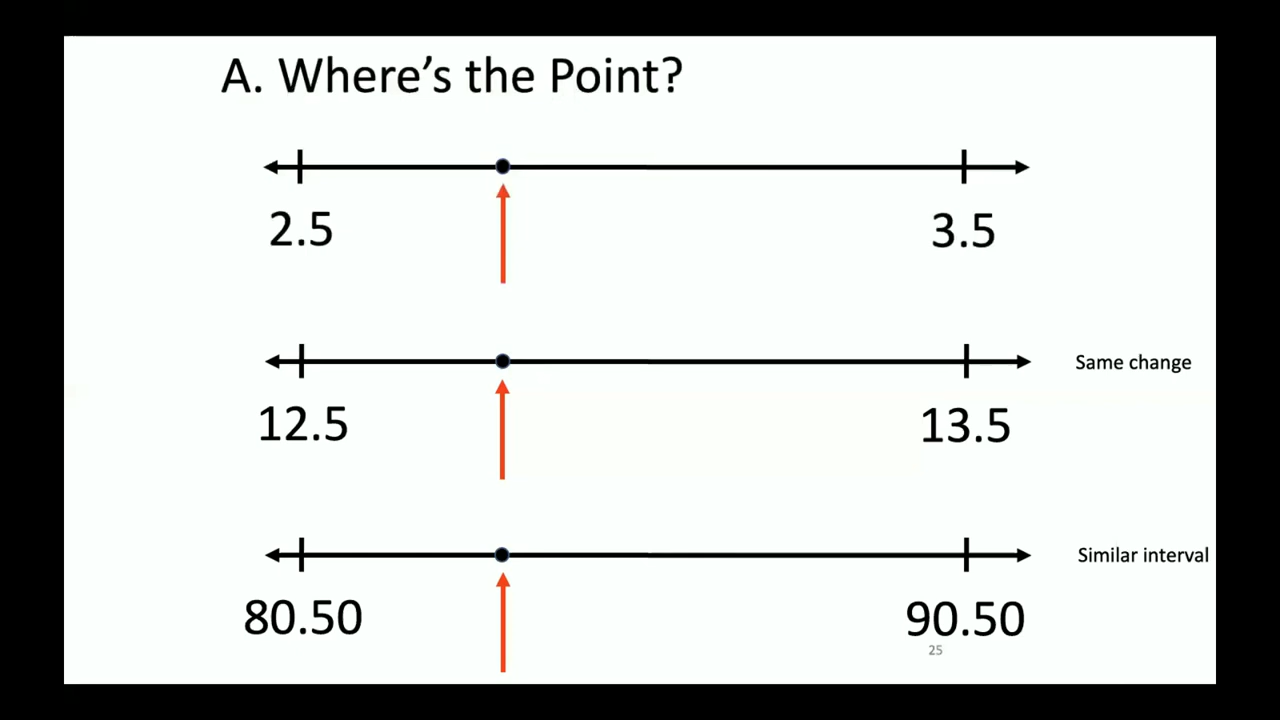 A. Where's the Point?
2.5
3.5
Same change
12.5
13.5
Similar interval
80.50
90.50
25